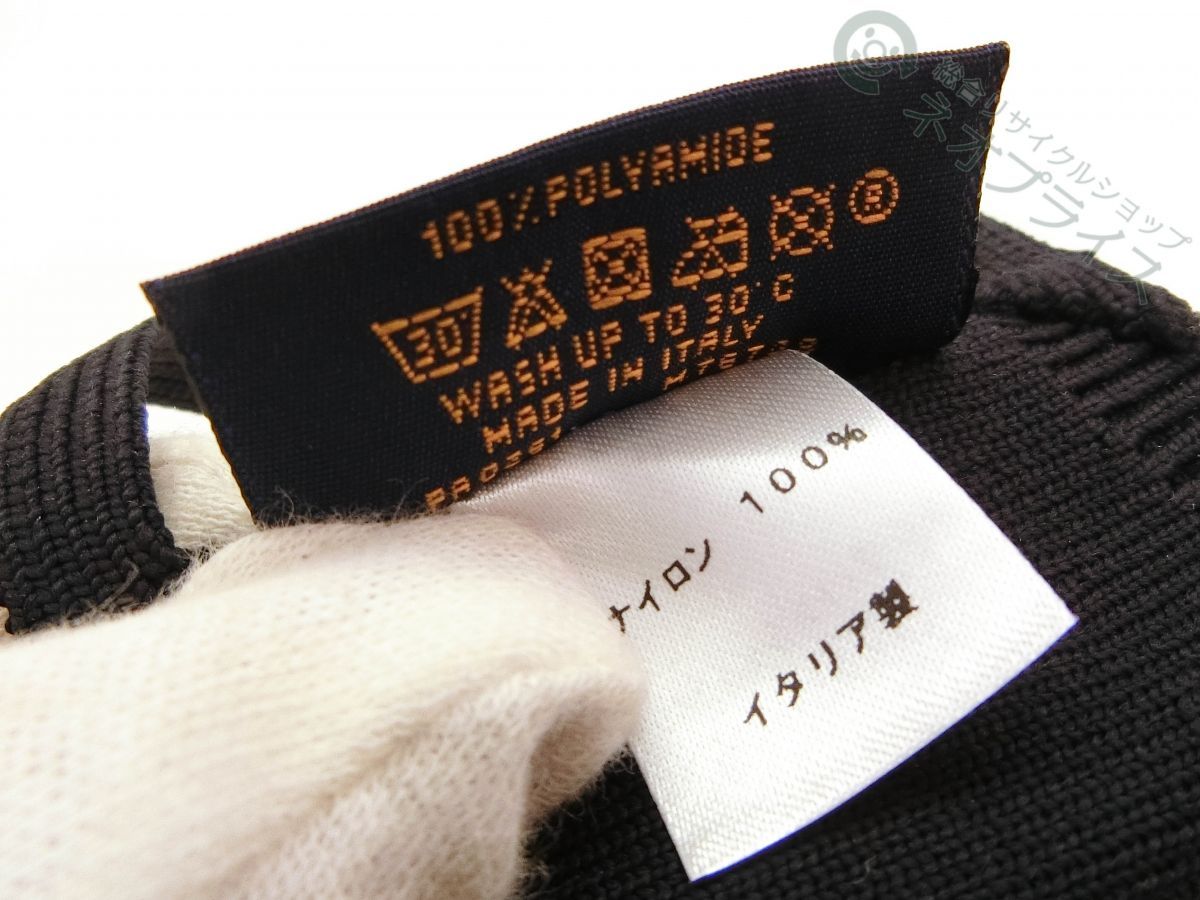 総合リサイクルショップ
ネオプライス
100%POLYAMIDE
30° ®
WASH UP TO 30°C
MADE IN ITALY
ナイロン 100%
イタリア製